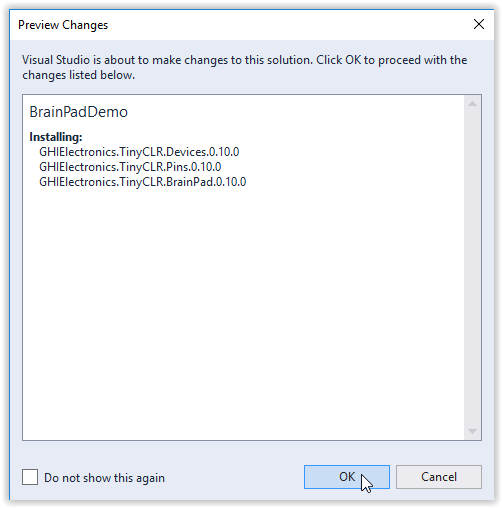 Preview Changes
Visual Studio is about to make changes to this solution. Click OK to proceed with the
changes listed below.
BrainPadDemo
Installing:
GHIElectronics.TinyCLR.Devices.0.10.0
GHIElectronics.TinyCLR.Pins.0.10.0
GHIElectronics.TinyCLR.BrainPad.0.10.0
Do not show this again
OK
Cancel